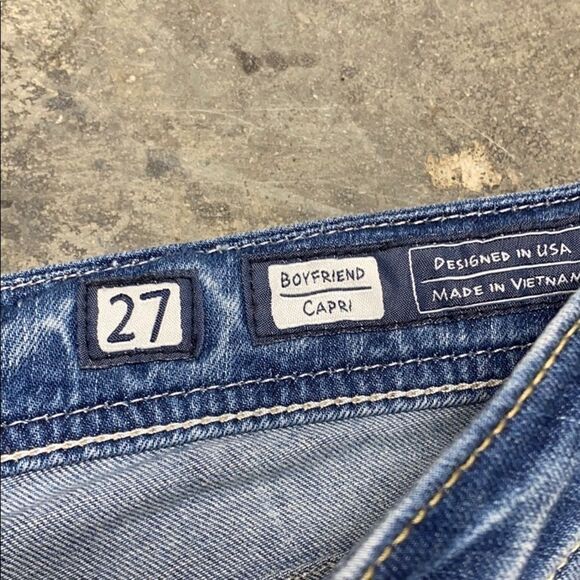 27
BOYFRIEND
CAPRI
DESIGNED IN USA
MADE IN VIETNAM